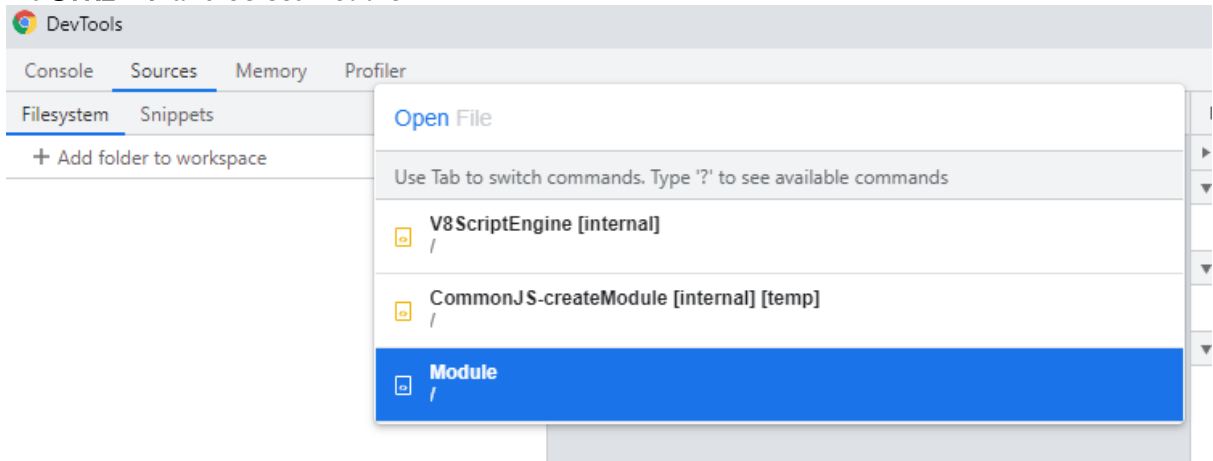 DevTools
Console Sources Memory Profiler
Filesystem Snippets
Open File
+ Add folder to workspace
Use Tab to switch commands. Type '?' to see available commands
V8ScriptEngine [internal]
/
CommonJS-createModule [internal] [temp]
/
Module
/